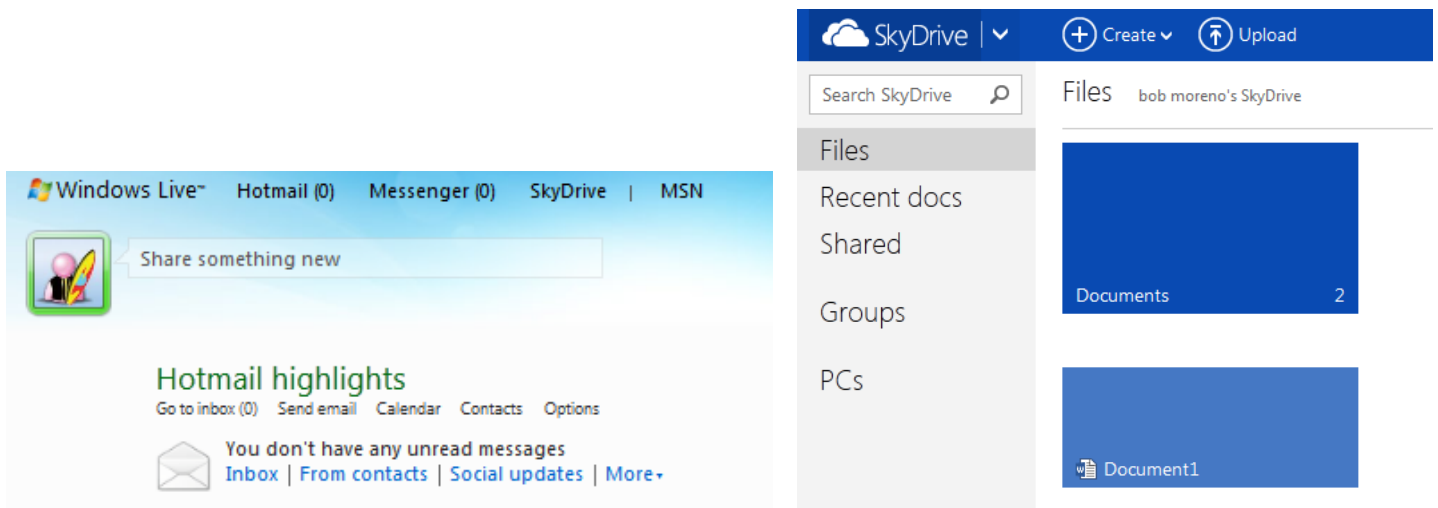 Windows Live™ Hotmail (0) Messenger (0) SkyDrive | MSN
Share something new
Hotmail highlights
Go to inbox (0) Send email Calendar Contacts Options
You don't have any unread messages
Inbox | From contacts | Social updates | More
SkyDrive Create Upload
Search SkyDrive
Files
Recent docs
Shared
Groups
PCs
Files bob moreno's SkyDrive
Documents 2
Document1